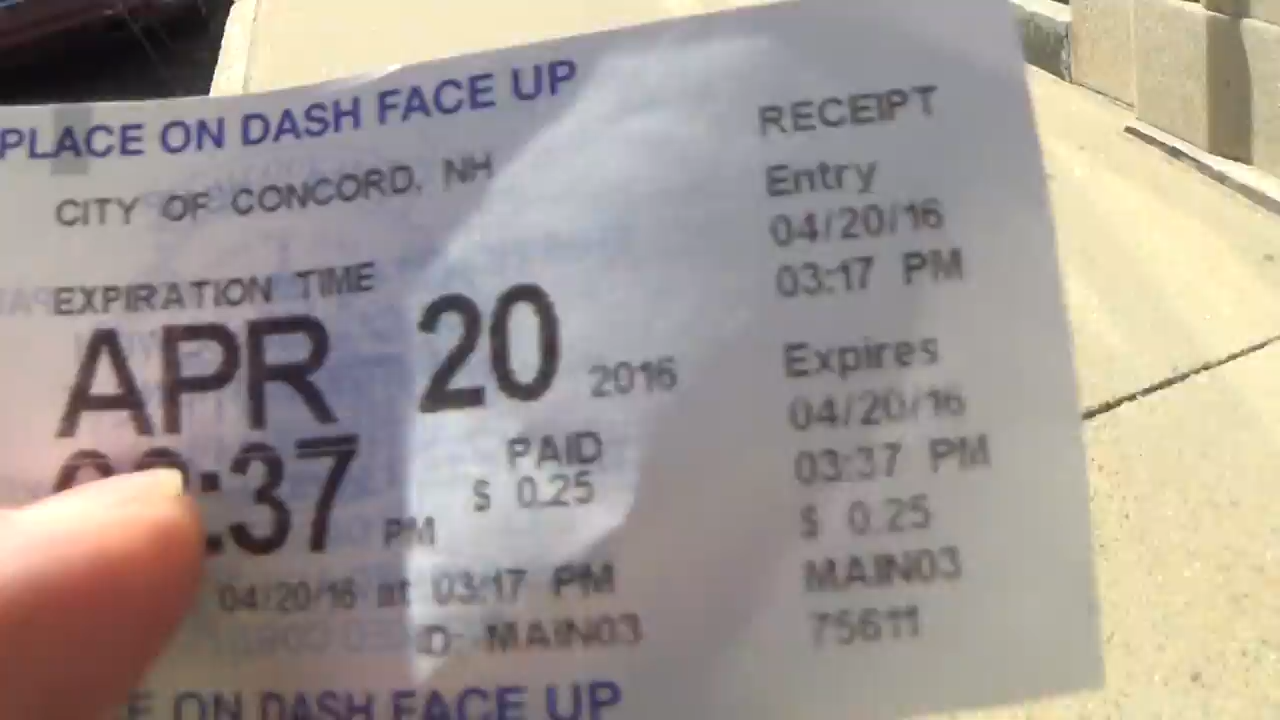 PLACE ON DASH FACE UP
CITY OF CONCORD, NH
EXPIRATION TIME
APR 20 2016
:37 PM
PAID
$ 0.25
04/20/16 at 03:17 PM
D: MAIN03
E ON DASH FACE UP
RECEIPT
Entry
04/20/16
03:17 PM
Expires
04/20/16
03:37 PM
$ 0.25
MAIN03
75611